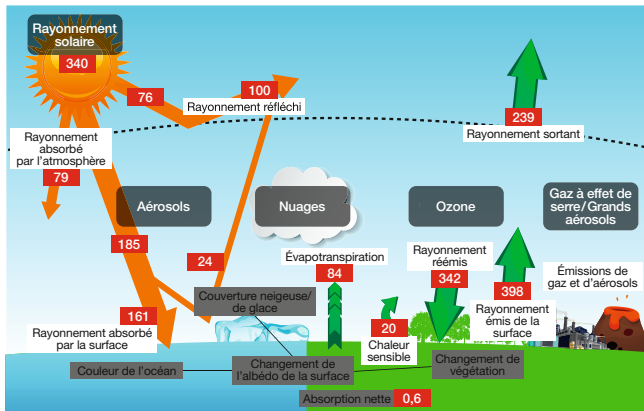 Rayonnement
solaire
340
76
100
Rayonnement réfléchi
239
Rayonnement sortant
Rayonnement
absorbé
par l'atmosphère
79
Aérosols
Nuages
Ozone
Gaz à effet de
serre/Grands
aérosols
185
24
Évapotranspiration
84
Rayonnement
réémis
342
398
Rayonnement
émis de la
surface
Émissions
de gaz et d'aérosols
Couverture neigeuse/
de glace
161
Rayonnement absorbé
par la surface
20
Chaleur
sensible
Couleur de l'océan
Changement de
l'albédo de la surface
Changement de
végétation
Absorption nette 0,6